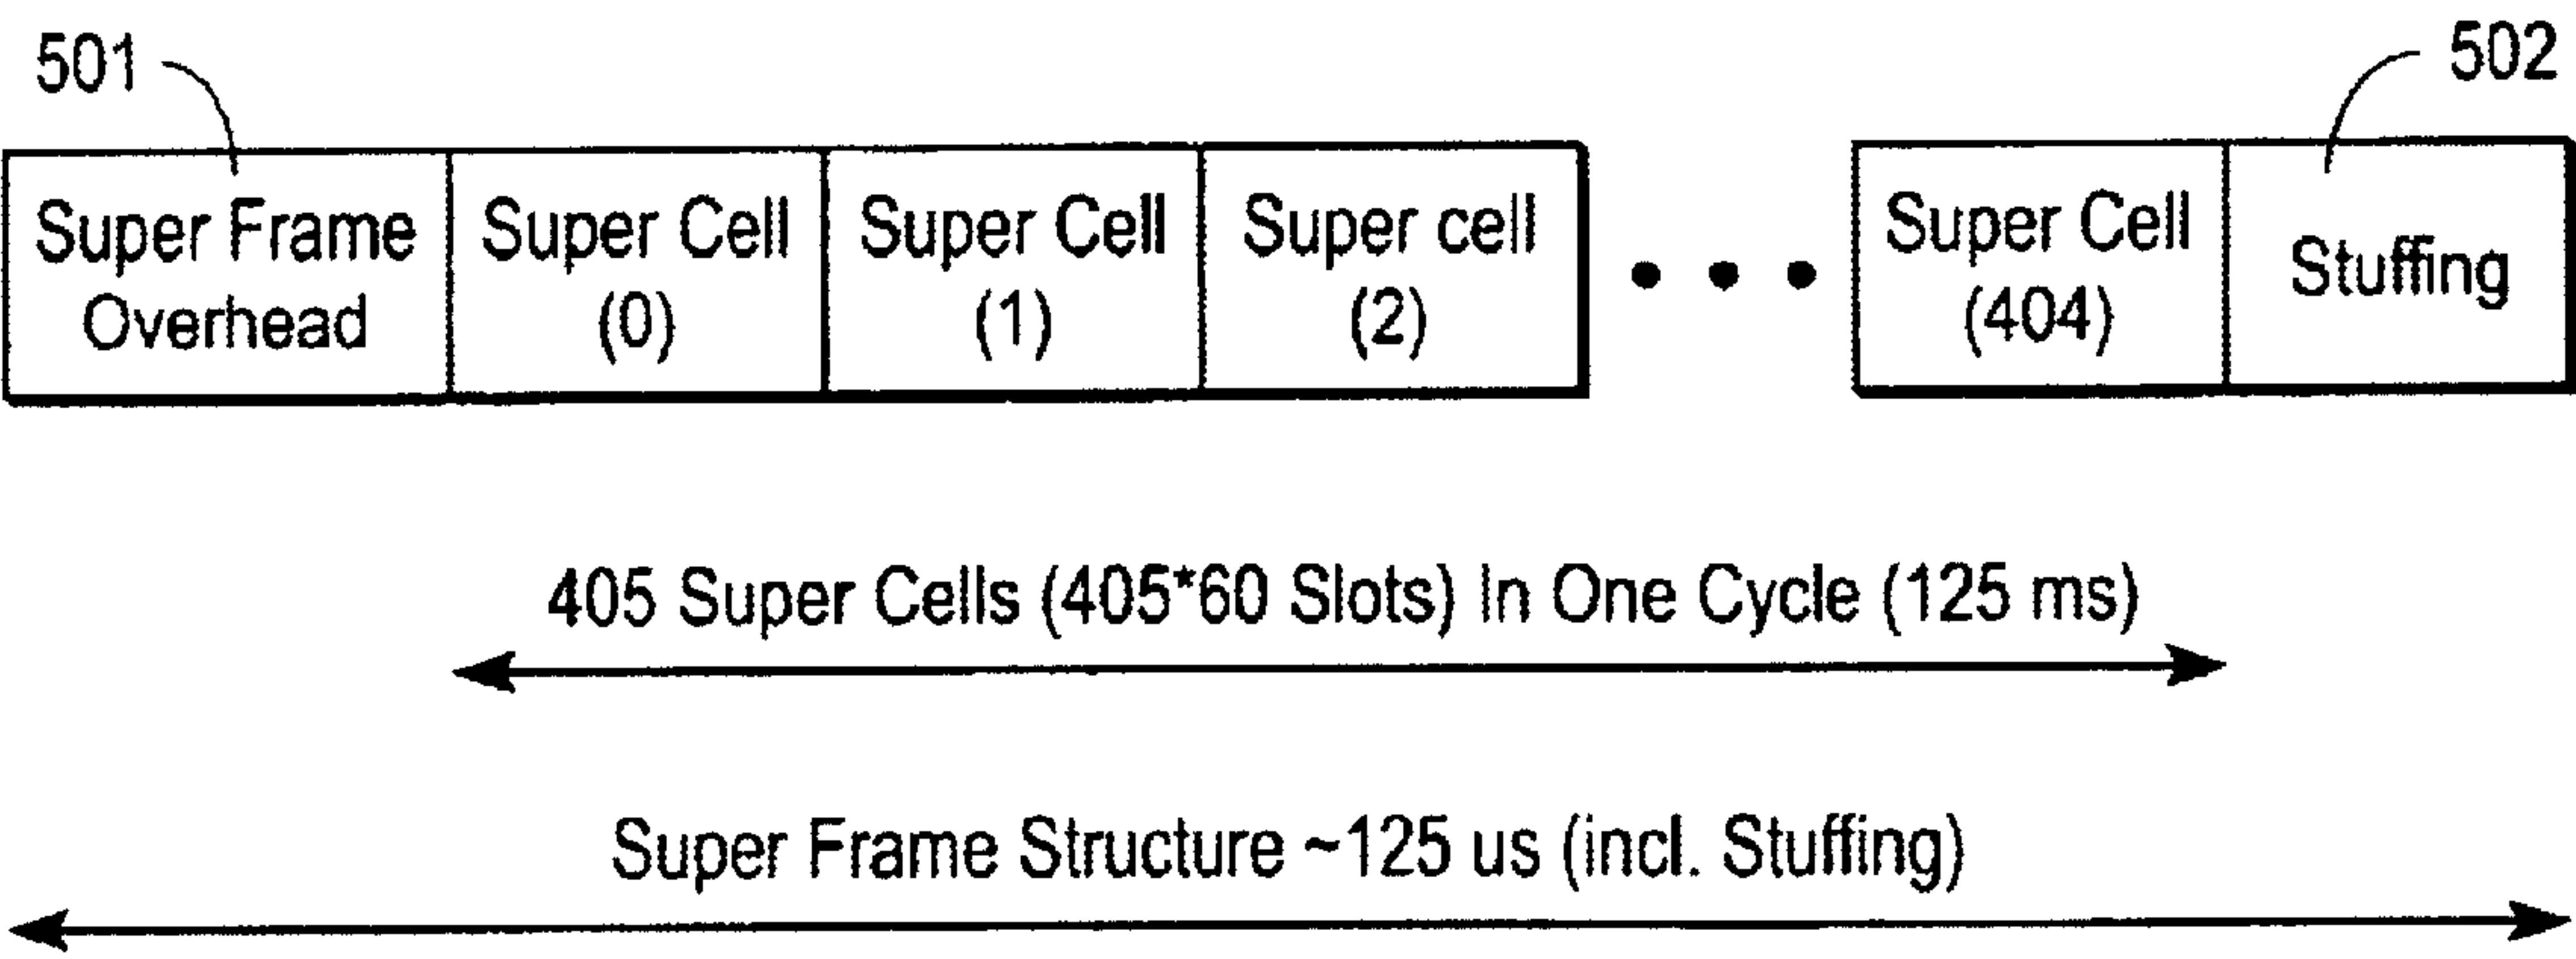 501
502
Super Frame
Overhead
Super Cell
(0)
Super Cell
(1)
Super cell
(2)
• • •
Super Cell
(404)
Stuffing
405 Super Cells (405*60 Slots) In One Cycle (125 ms)
Super Frame Structure ~125 us (incl. Stuffing)